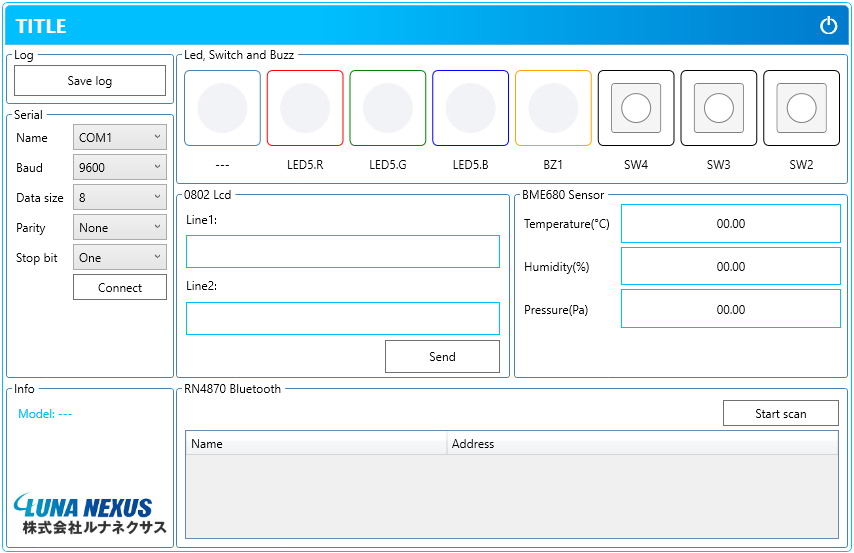 TITLE
Log
Save log
Led, Switch and Buzz
--- LED5.R LED5.G LED5.B BZ1 SW4 SW3 SW2
Serial
Name COM1
Baud 9600
Data size 8
Parity None
Stop bit One
Connect
0802 Lcd
Line1:
Line2:
Send
BME680 Sensor
Temperature(°C) 00.00
Humidity(%) 00.00
Pressure(Pa) 00.00
Info
Model: ---
LUNA NEXUS
株式会社ルナネクサス
RN4870 Bluetooth
Start scan
Name Address